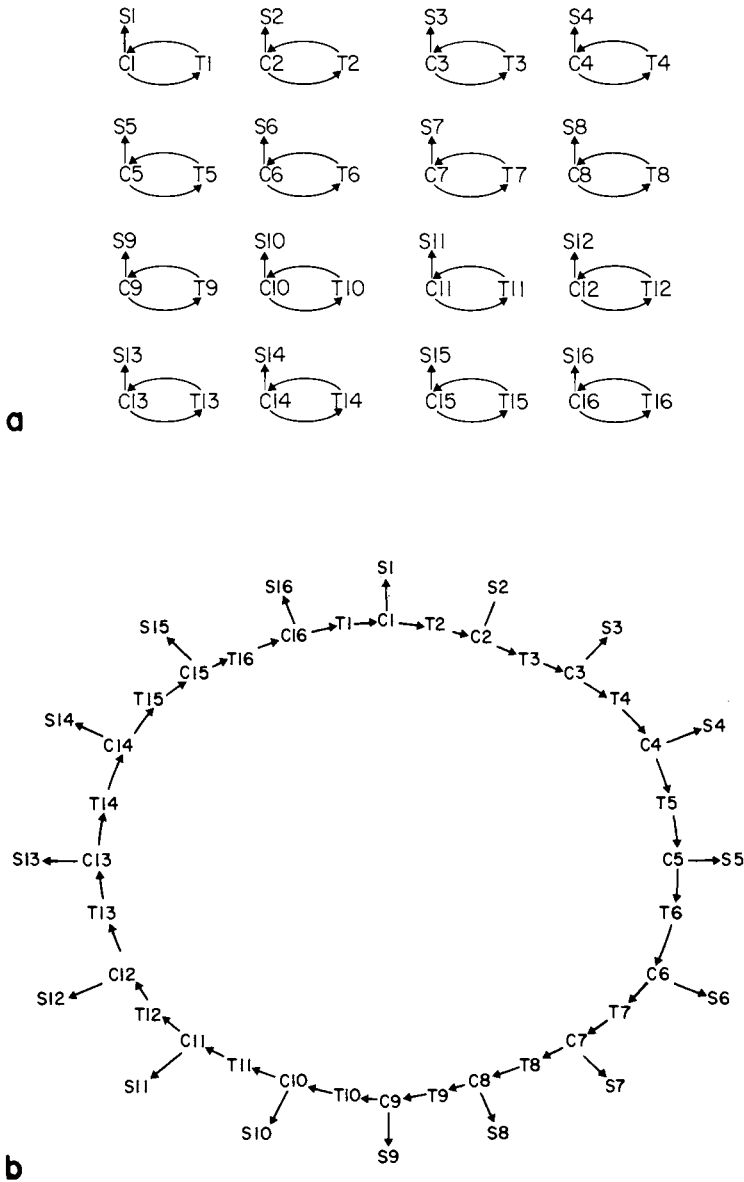 S1 S2 S3 S4
C1 T1 C2 T2 C3 T3 C4 T4
S5 S6 S7 S8
C5 T5 C6 T6 C7 T7 C8 T8
S9 S10 S11 S12
C9 T9 C10 T10 C11 T11 C12 T12
S13 S14 S15 S16
C13 T13 C14 T14 C15 T15 C16 T16
a
S1
S16 S2
T1 C1 T2
S15 C16 C2 S3
T16 T3
C15 C3
T15 T4
S14 S4
C14 C4
T14 T5
S13 C13 C5 S5
T13 T6
C12 C6
S12 S6
T12 T7
C11 C7
T11 T8
S11 C10 C8 S7
T10 C9 T9
S10 S8
S9
b